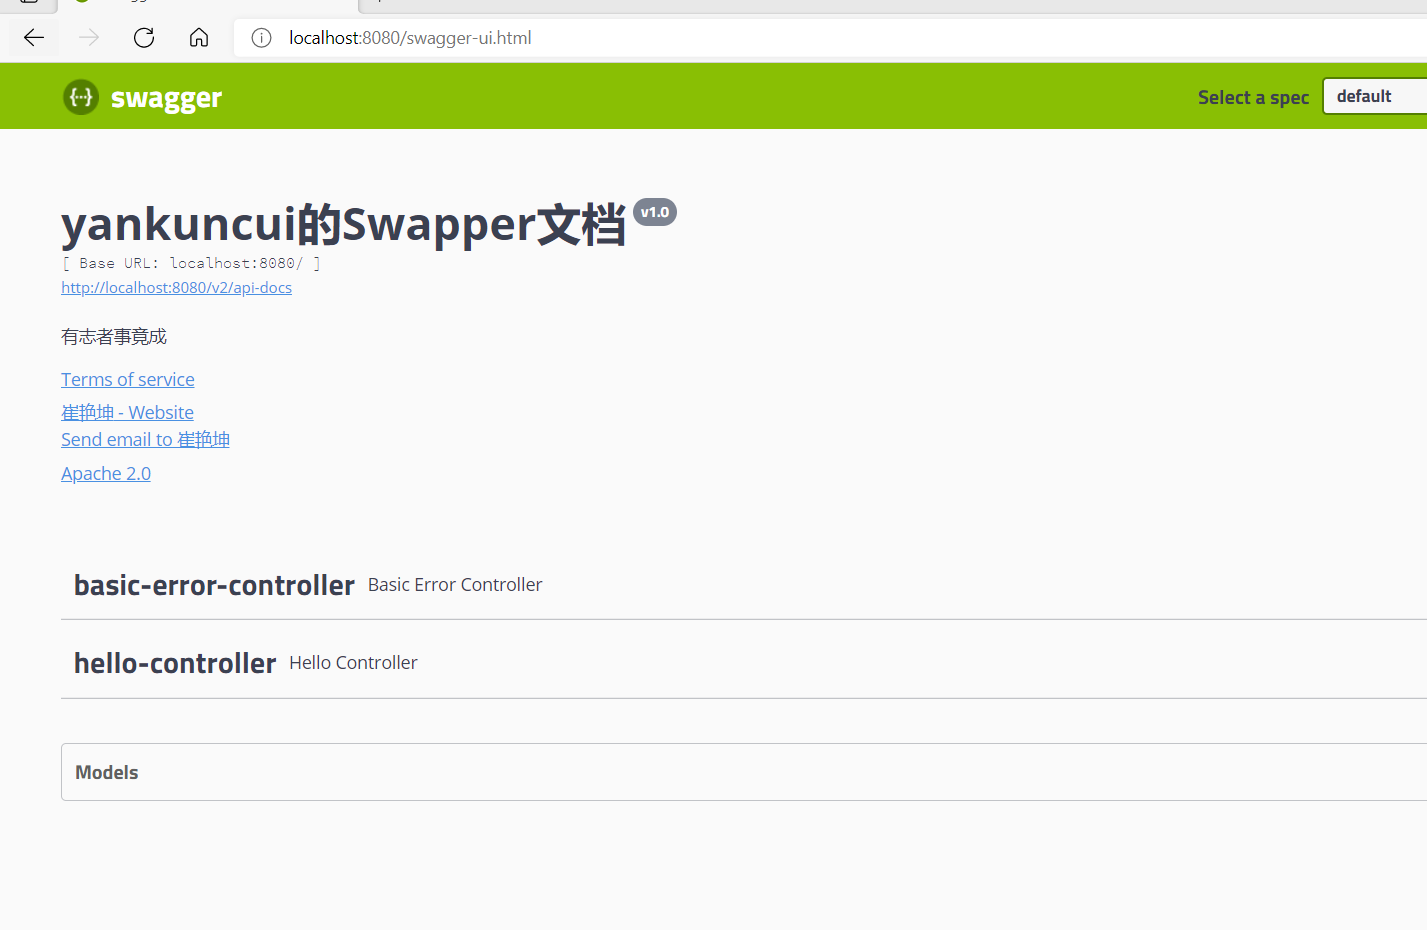 localhost:8080/swagger-ui.html
swagger
Select a spec
default
yankuncui的Swapper文档 v1.0
[ Base URL: localhost:8080/ ]
http://localhost:8080/v2/api-docs
有志者事竟成
Terms of service
崔艳坤 - Website
Send email to 崔艳坤
Apache 2.0
basic-error-controller Basic Error Controller
hello-controller Hello Controller
Models